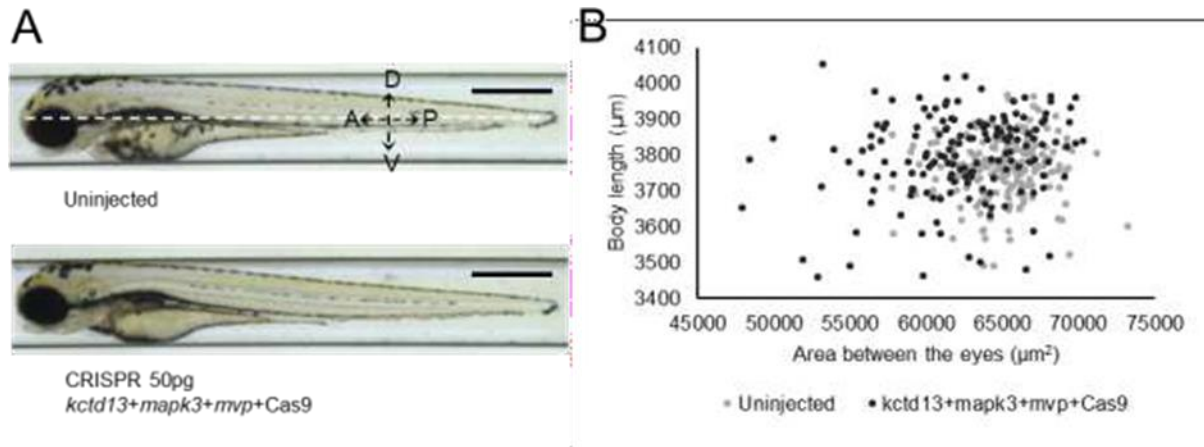 A
D
A
P
V
Uninjected
CRISPR 50pg
kctd13+mapk3+mvp+Cas9
B
4100
4000
3900
3800
3700
3600
3500
3400
Body length (µm)
45000 50000 55000 60000 65000 70000 75000
Area between the eyes (µm²)
Uninjected kctd13+mapk3+mvp+Cas9